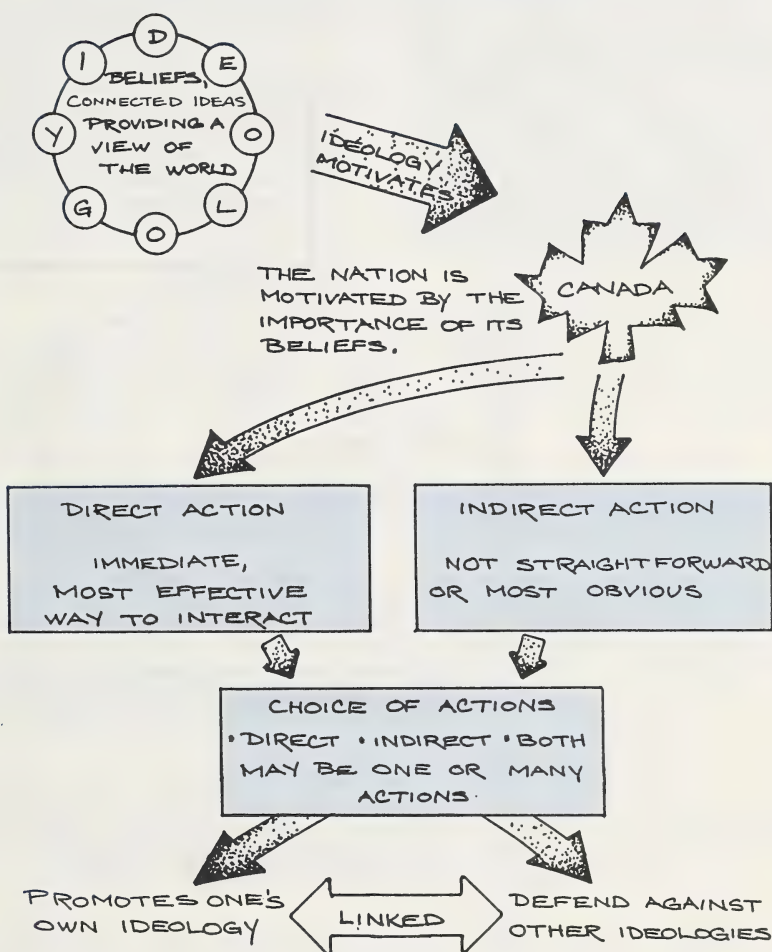 IDEOLOGY
BELIEFS,
CONNECTED IDEAS
PROVIDING A
VIEW OF
THE WORLD
IDEOLOGY
MOTIVATES
CANADA
THE NATION IS
MOTIVATED BY THE
IMPORTANCE OF ITS
BELIEFS.
DIRECT ACTION
IMMEDIATE,
MOST EFFECTIVE
WAY TO INTERACT
INDIRECT ACTION
NOT STRAIGHTFORWARD
OR MOST OBVIOUS
CHOICE OF ACTIONS
• DIRECT • INDIRECT • BOTH
MAY BE ONE OR MANY
ACTIONS.
PROMOTES ONE'S
OWN IDEOLOGY
LINKED
DEFEND AGAINST
OTHER IDEOLOGIES